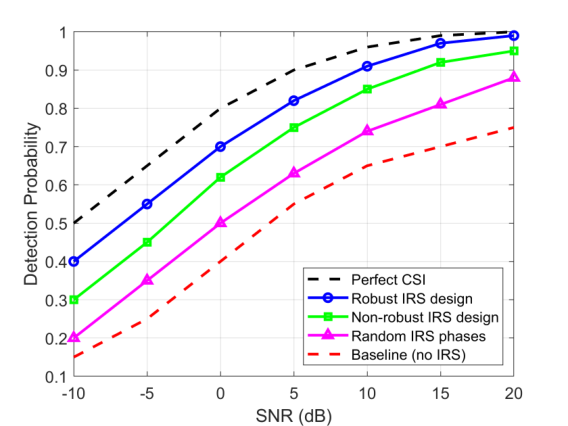 Detection Probability
1
0.9
0.8
0.7
0.6
0.5
0.4
0.3
0.2
0.1
-10
-5
0
5
10
15
20
SNR (dB)
Perfect CSI
Robust IRS design
Non-robust IRS design
Random IRS phases
Baseline (no IRS)